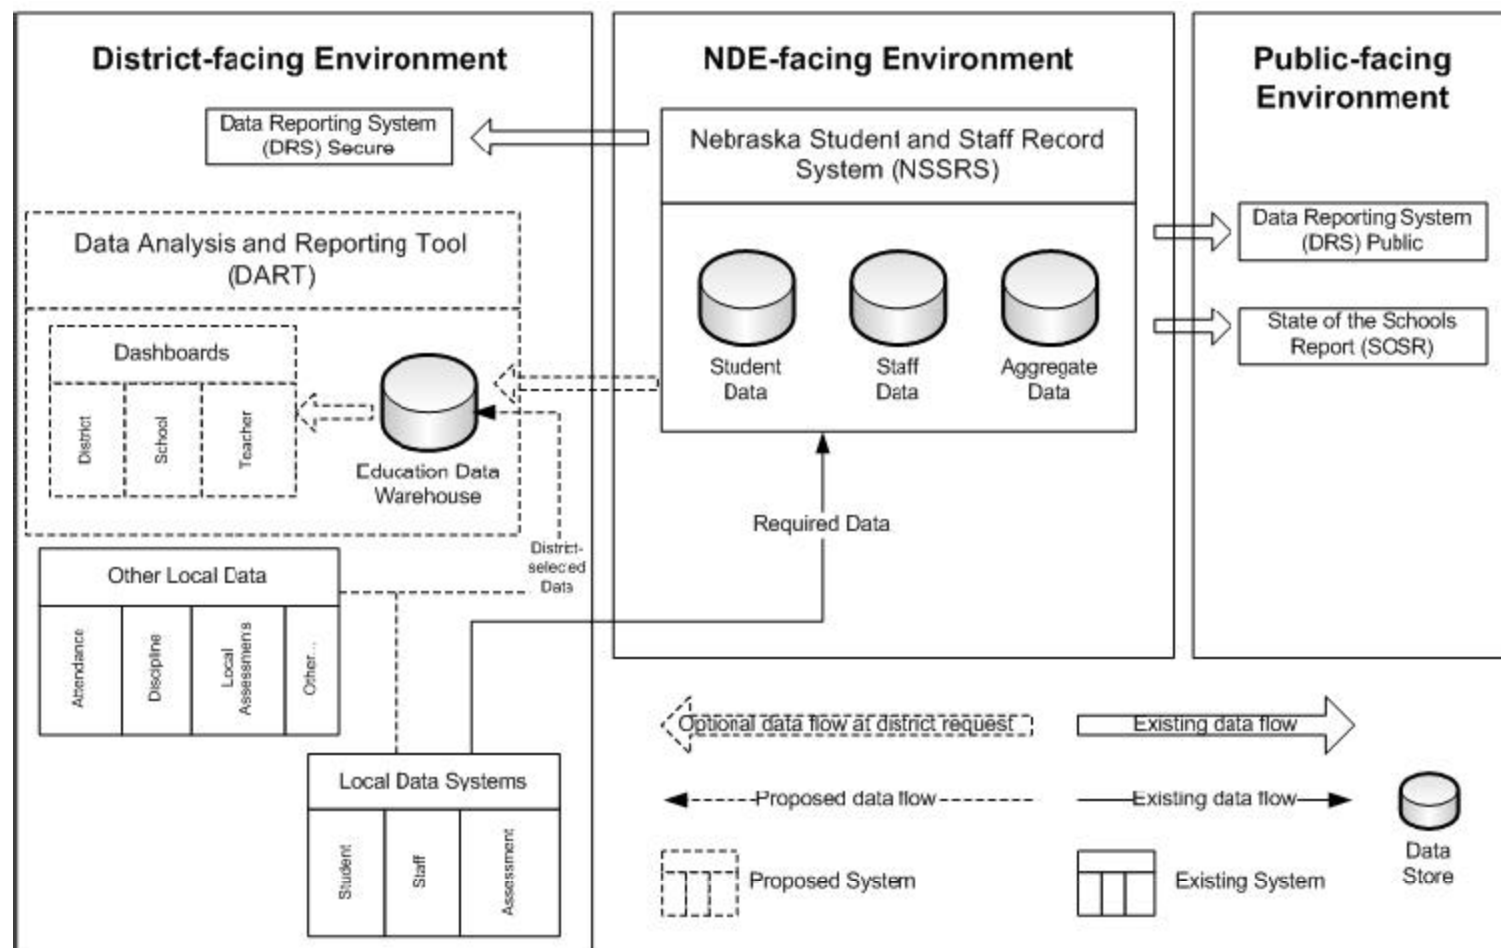 District-facing Environment
Data Reporting System
(DRS) Secure
Data Analysis and Reporting Tool
(DART)
Dashboards
District
School
Teacher
Education Data
Warehouse
District-
selected
Data
Other Local Data
Attendance
Discipline
Local
Assessments
Other...
Local Data Systems
Student
Staff
Assessment
NDE-facing Environment
Nebraska Student and Staff Record
System (NSSRS)
Student
Data
Staff
Data
Aggregate
Data
Required Data
Public-facing
Environment
Data Reporting System
(DRS) Public
State of the Schools
Report (SOSR)
Optional data flow at district request
Existing data flow
Proposed data flow
Existing data flow
Proposed System
Existing System
Data
Store